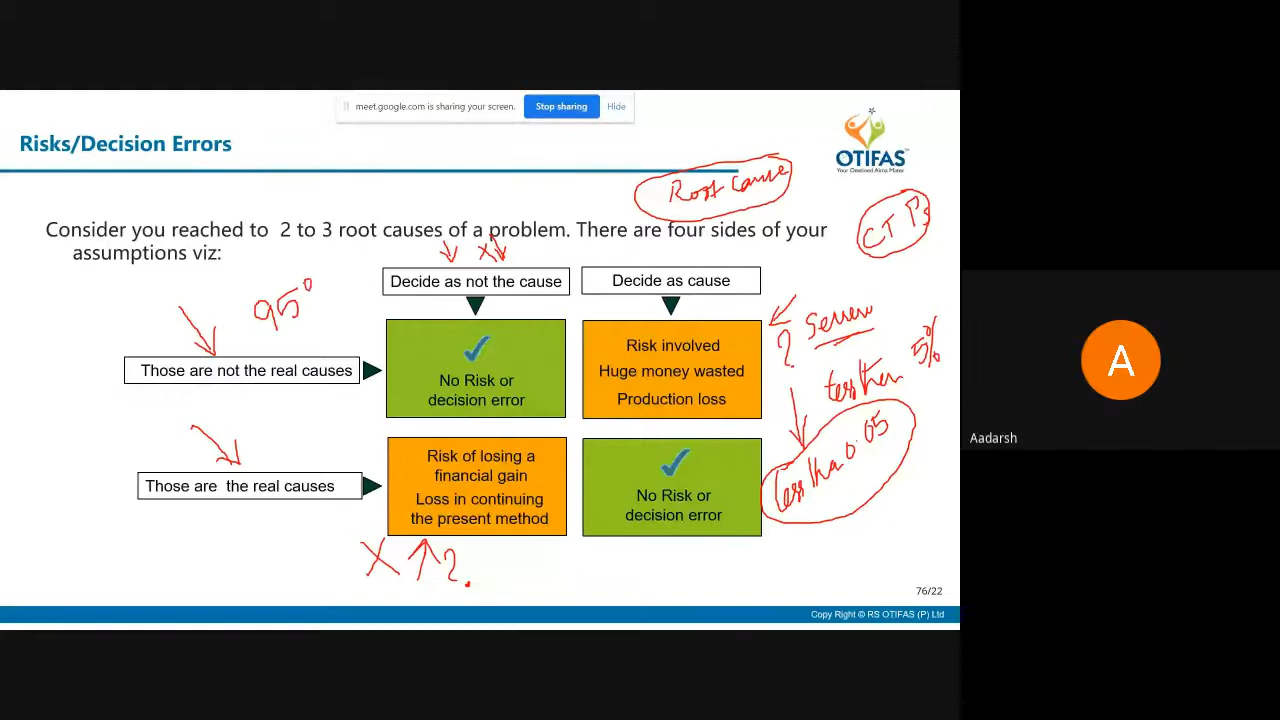 meet.google.com is sharing your screen. Stop sharing Hide
Risks/Decision Errors
OTIFAS
Your Destined Alma Mater
Root Cause
CTPs
Consider you reached to 2 to 3 root causes of a problem. There are four sides of your
assumptions viz:
Decide as not the cause
Decide as cause
95°
Those are not the real causes
No Risk or
decision error
Risk involved
Huge money wasted
Production loss
?
less than 5%
less than 0.05
Those are the real causes
Risk of losing a
financial gain
Loss in continuing
the present method
No Risk or
decision error
X ↑ 2.
76/22
Copy Right © RS OTIFAS (P) Ltd
A
Aadarsh